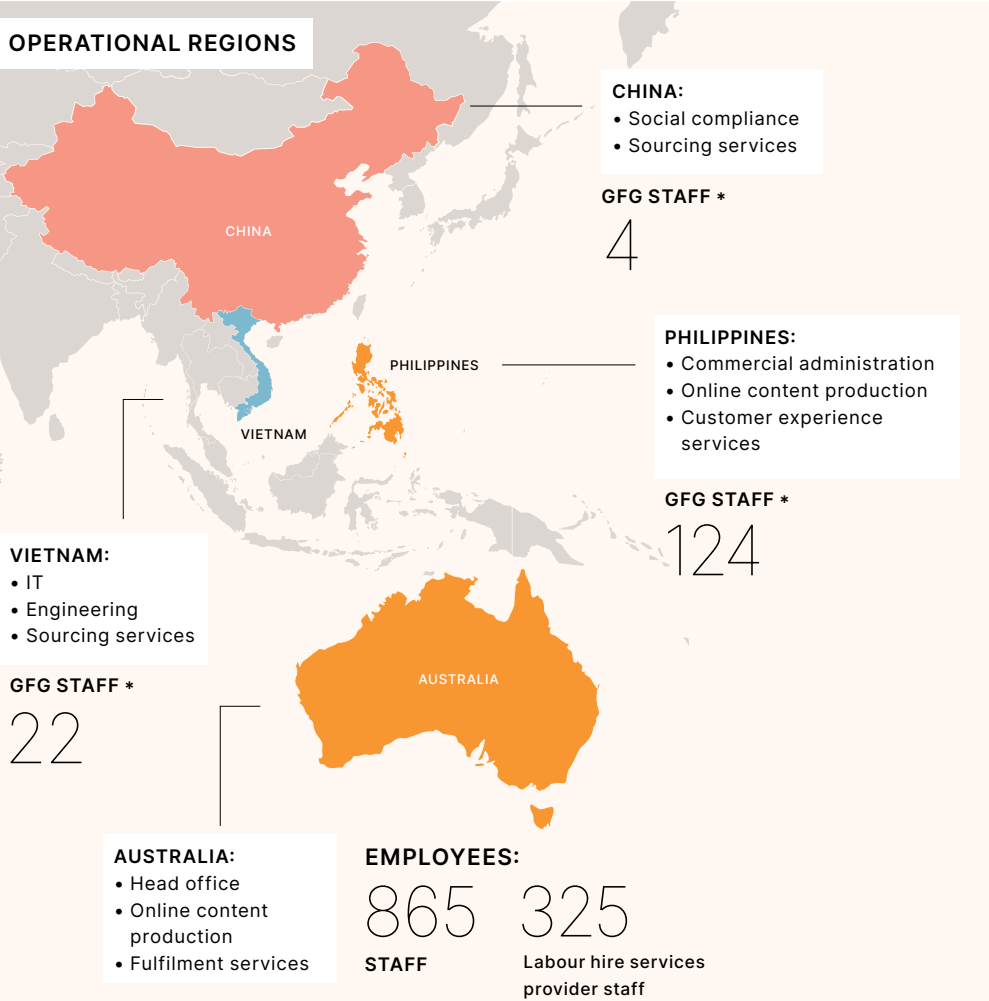 OPERATIONAL REGIONS
CHINA:
• Social compliance
• Sourcing services
GFG STAFF *
4
CHINA
PHILIPPINES:
• Commercial administration
• Online content production
• Customer experience
services
GFG STAFF *
124
PHILIPPINES
VIETNAM
VIETNAM:
• IT
• Engineering
• Sourcing services
GFG STAFF *
22
AUSTRALIA
AUSTRALIA:
• Head office
• Online content
production
• Fulfilment services
EMPLOYEES:
865
STAFF
325
Labour hire services
provider staff